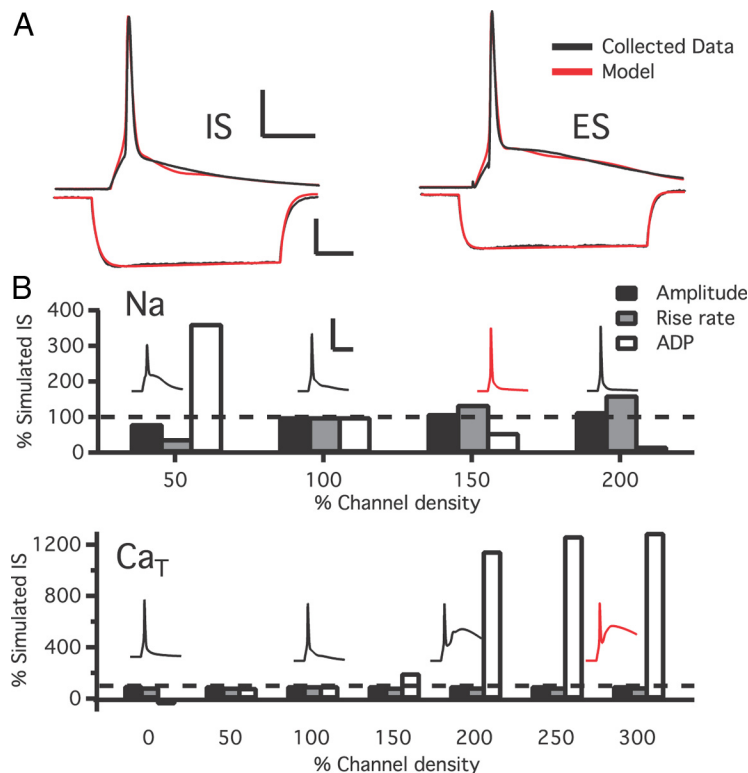 A
Collected Data
Model
IS
ES
B
Na
Amplitude
Rise rate
ADP
% Simulated IS
400
300
200
100
0
50 100 150 200
% Channel density
CaT
% Simulated IS
1200
800
400
0
0 50 100 150 200 250 300
% Channel density